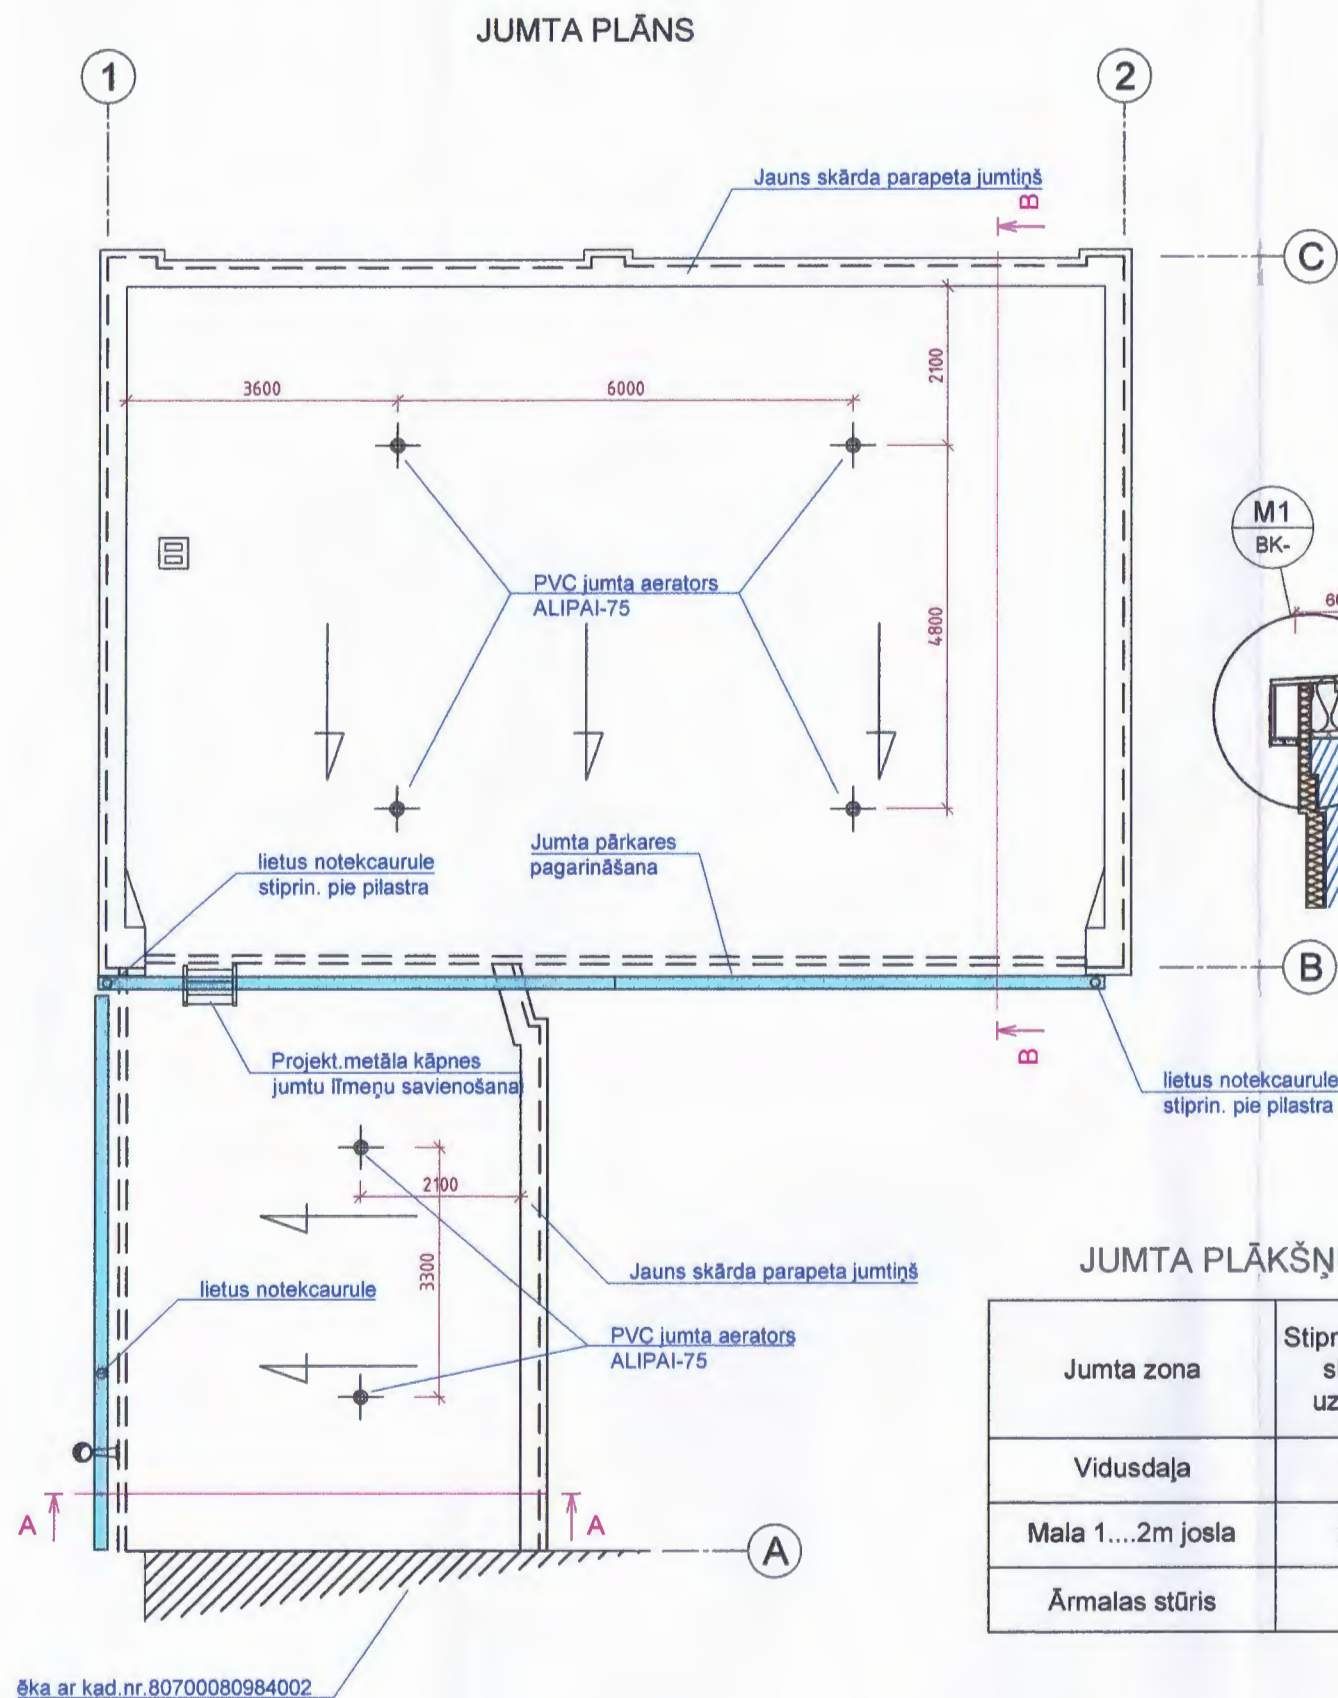 JUMTA PLĀNS
1
2
Jauns skārda parapeta jumtiņš
B
C
2100
3600
6000
M1
BK-
PVC jumta aerators
ALIPAI-75
4800
Jumta pārkares
pagarināšana
lietus notekcaurule
stiprin. pie pilastra
B
Projekt.metāla kāpnes
jumtu līmeņu savienošana
B
lietus notekcaurule
stiprin. pie pilastra
2100
3300
Jauns skārda parapeta jumtiņš
lietus notekcaurule
PVC jumta aerators
ALIPAI-75
JUMTA PLĀKŠŅ
Jumta zona
Vidusdaļa
Mala 1....2m josla
Ārmalas stūris
A
A
A
ēka ar kad.nr.80700080984002